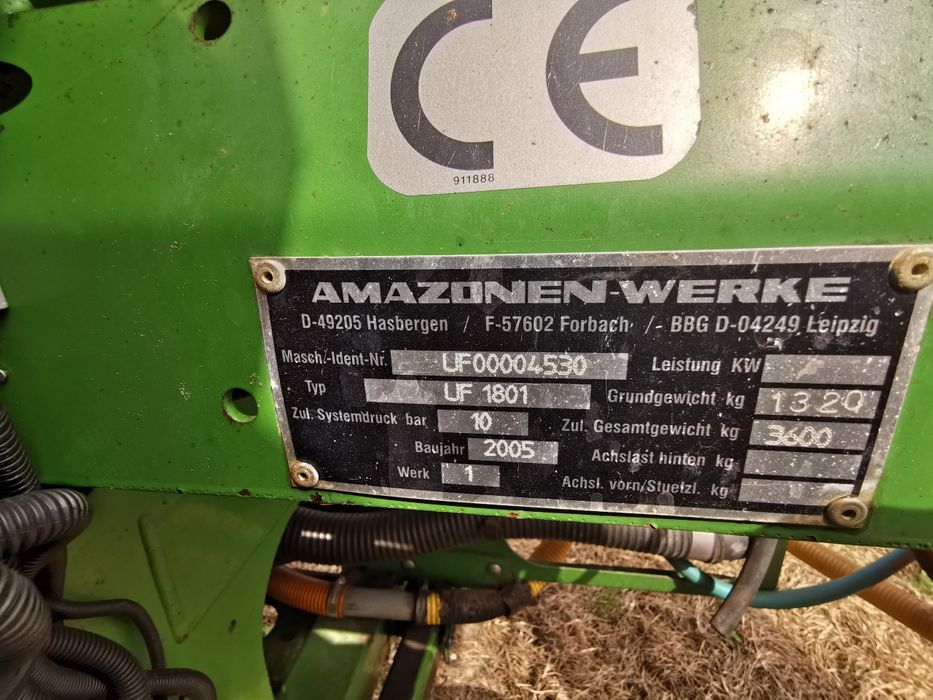 CE
911888
AMAZONEN-WERKE
D-49205 Hasbergen / F-57602 Forbach / BBG D-04249 Leipzig
Masch.-Ident-Nr. UF00004530 Leistung KW
Typ UF 1801 Grundgewicht kg 1320
Zul. Systemdruck bar 10 Zul. Gesamtgewicht kg 3600
Baujahr 2005 Achslast hinten kg
Werk 1 Achsl. vorn/Stuetzl. kg